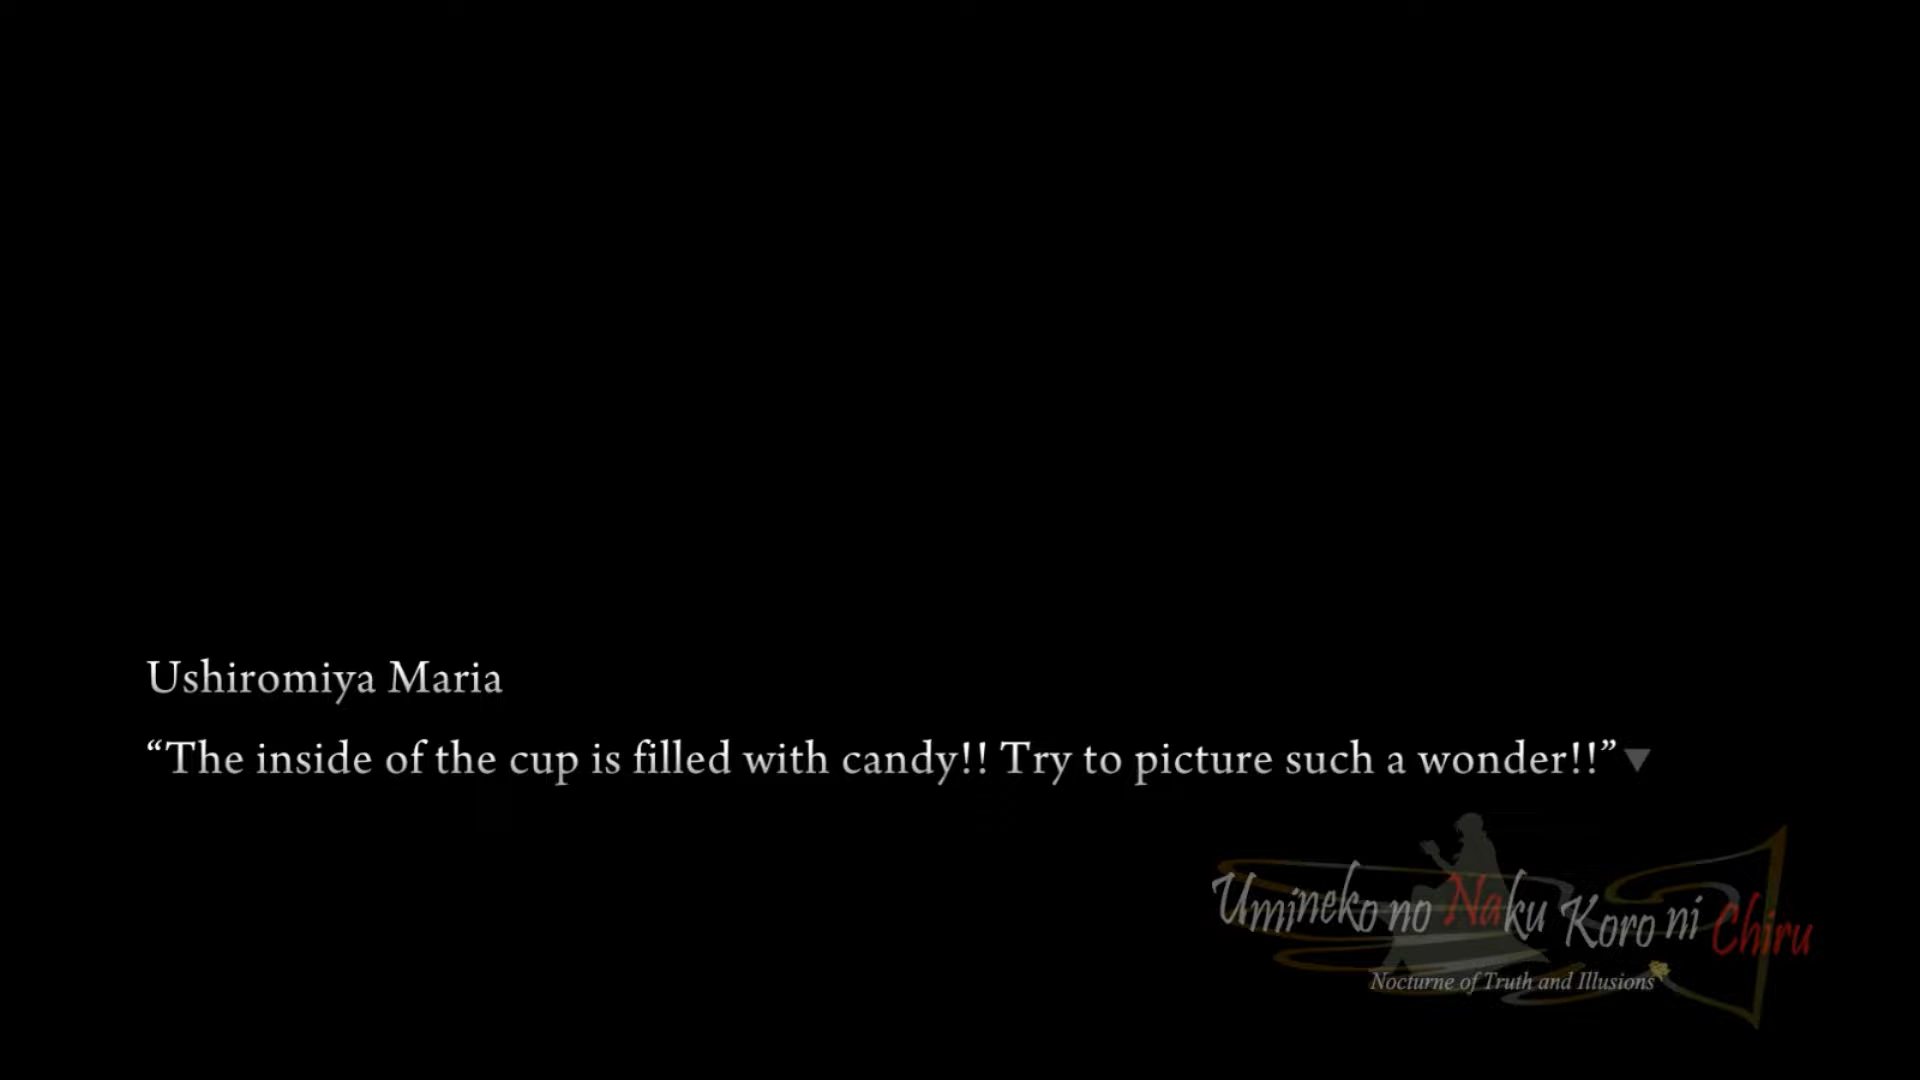 Ushiromiya Maria
“The inside of the cup is filled with candy!! Try to picture such a wonder!!”
Umineko no Naku Koro ni Chiru
Nocturne of Truth and Illusions